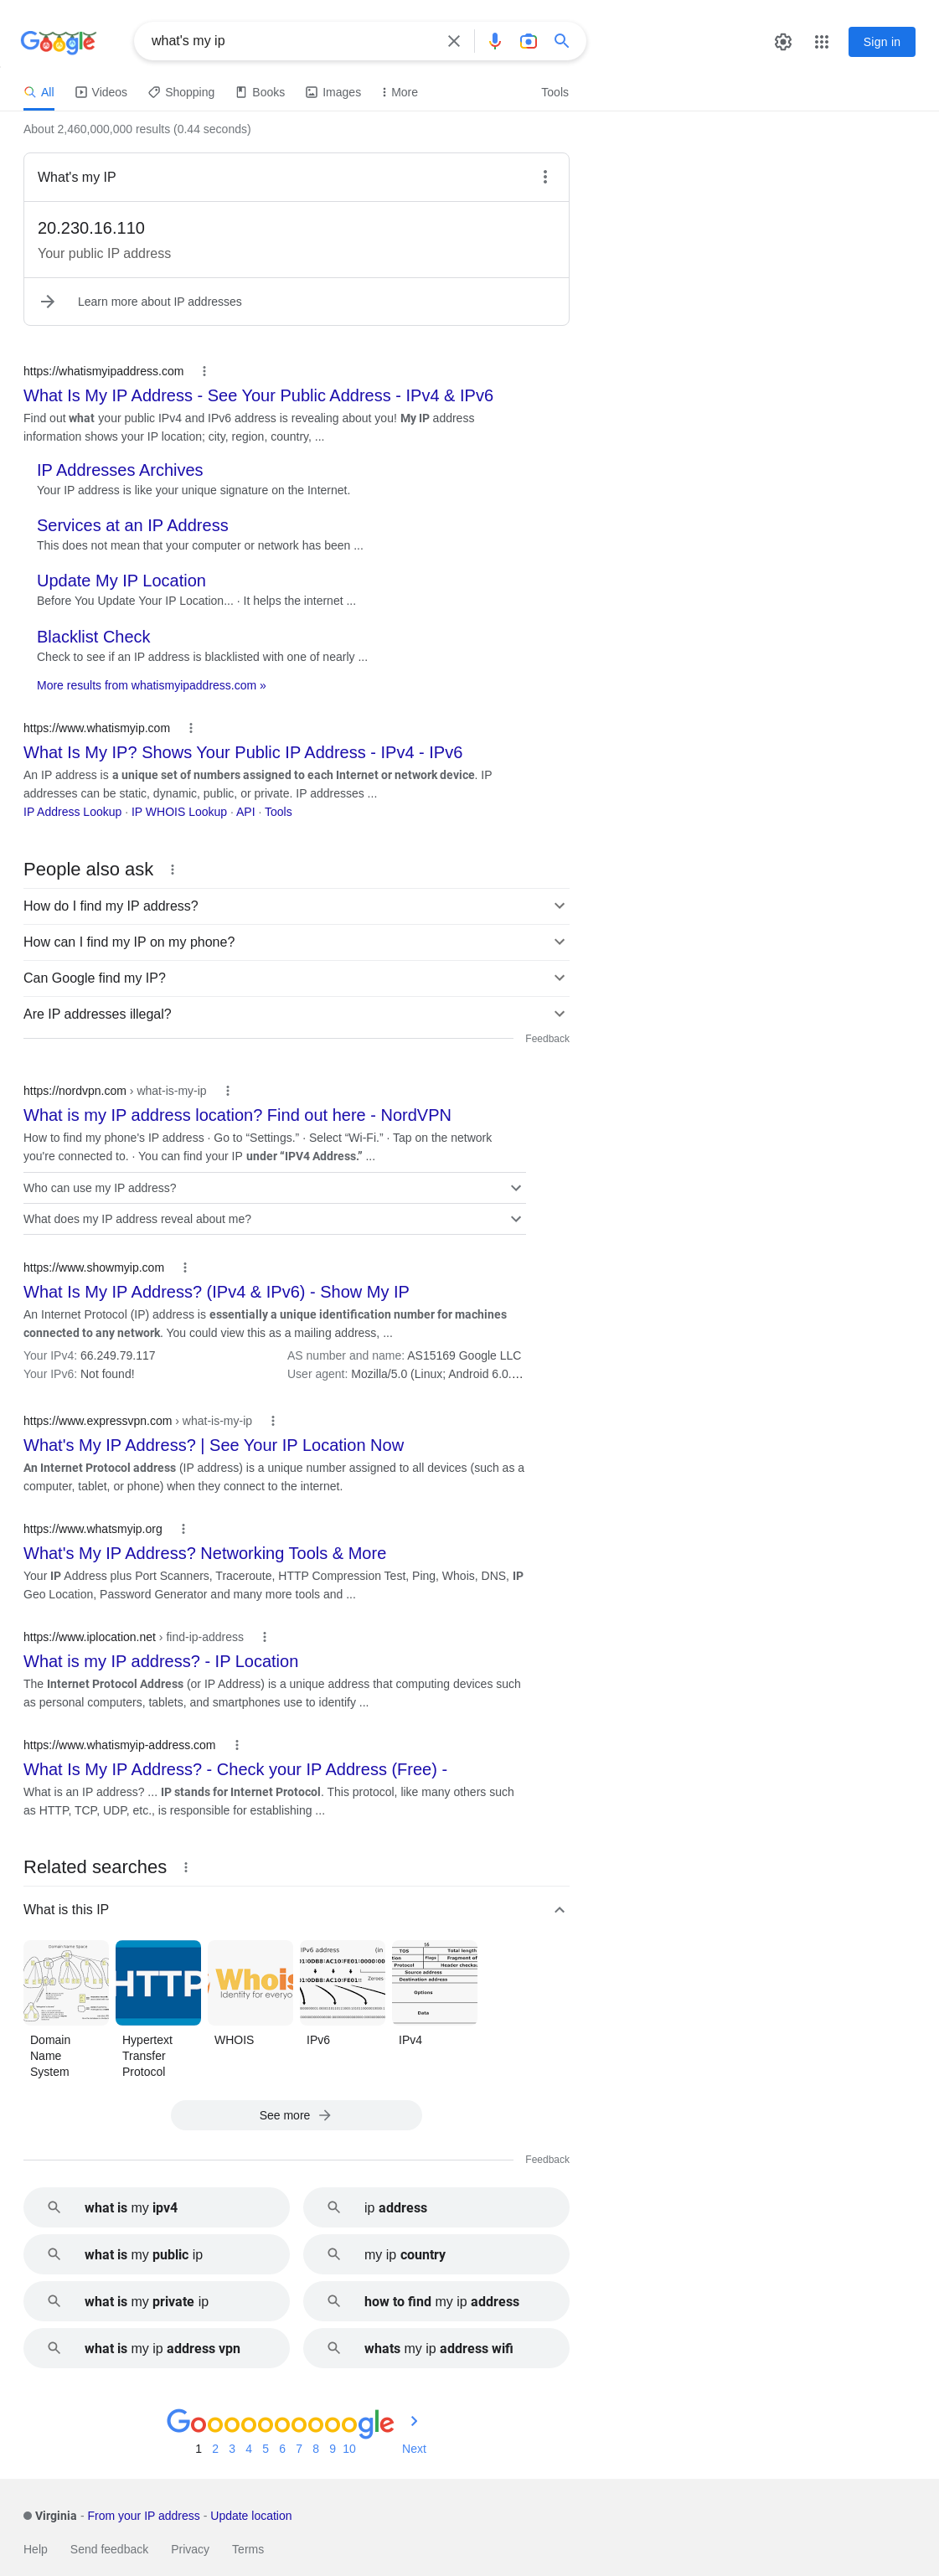 Google
what's my ip
Sign in
All
Videos
Shopping
Books
Images
More
Tools
About 2,460,000,000 results (0.44 seconds)
What's my IP
20.230.16.110
Your public IP address
Learn more about IP addresses
https://whatismyipaddress.com
What Is My IP Address - See Your Public Address - IPv4 & IPv6
Find out what your public IPv4 and IPv6 address is revealing about you! My IP address
information shows your IP location; city, region, country, ...
IP Addresses Archives
Your IP address is like your unique signature on the Internet.
Services at an IP Address
This does not mean that your computer or network has been ...
Update My IP Location
Before You Update Your IP Location... · It helps the internet ...
Blacklist Check
Check to see if an IP address is blacklisted with one of nearly ...
More results from whatismyipaddress.com »
https://www.whatismyip.com
What Is My IP? Shows Your Public IP Address - IPv4 - IPv6
An IP address is a unique set of numbers assigned to each Internet or network device. IP
addresses can be static, dynamic, public, or private. IP addresses ...
IP Address Lookup · IP WHOIS Lookup · API · Tools
People also ask
How do I find my IP address?
How can I find my IP on my phone?
Can Google find my IP?
Are IP addresses illegal?
Feedback
https://nordvpn.com › what-is-my-ip
What is my IP address location? Find out here - NordVPN
How to find my phone's IP address · Go to “Settings.” · Select “Wi-Fi.” · Tap on the network
you're connected to. · You can find your IP under “IPV4 Address.” ...
Who can use my IP address?
What does my IP address reveal about me?
https://www.showmyip.com
What Is My IP Address? (IPv4 & IPv6) - Show My IP
An Internet Protocol (IP) address is essentially a unique identification number for machines
connected to any network. You could view this as a mailing address, ...
Your IPv4: 66.249.79.117
AS number and name: AS15169 Google LLC
Your IPv6: Not found!
User agent: Mozilla/5.0 (Linux; Android 6.0....
https://www.expressvpn.com › what-is-my-ip
What's My IP Address? | See Your IP Location Now
An Internet Protocol address (IP address) is a unique number assigned to all devices (such as a
computer, tablet, or phone) when they connect to the internet.
https://www.whatsmyip.org
What's My IP Address? Networking Tools & More
Your IP Address plus Port Scanners, Traceroute, HTTP Compression Test, Ping, Whois, DNS, IP
Geo Location, Password Generator and many more tools and ...
https://www.iplocation.net › find-ip-address
What is my IP address? - IP Location
The Internet Protocol Address (or IP Address) is a unique address that computing devices such
as personal computers, tablets, and smartphones use to identify ...
https://www.whatismyip-address.com
What Is My IP Address? - Check your IP Address (Free) -
What is an IP address? ... IP stands for Internet Protocol. This protocol, like many others such
as HTTP, TCP, UDP, etc., is responsible for establishing ...
Related searches
What is this IP
Domain Name Space
HTTP
Whois
Identity for everyo
IPv6 address (in
Zeroes
16
TOS Total length
Flags Fragment of
Protocol Header checks
Source address
Destination address
Options
Data
Domain
Name
System
Hypertext
Transfer
Protocol
WHOIS
IPv6
IPv4
See more
Feedback
what is my ipv4
ip address
what is my public ip
my ip country
what is my private ip
how to find my ip address
what is my ip address vpn
whats my ip address wifi
Goooooooooogle
1 2 3 4 5 6 7 8 9 10 Next
Virginia - From your IP address - Update location
Help Send feedback Privacy Terms